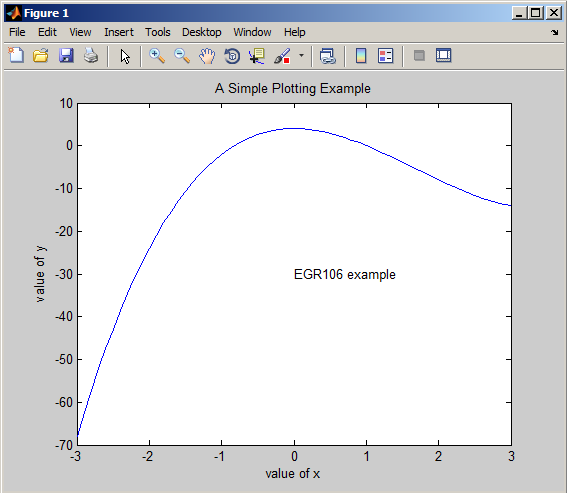 Figure 1
File Edit View Insert Tools Desktop Window Help
A Simple Plotting Example
10
0
-10
-20
-30
-40
-50
-60
-70
value of y
EGR106 example
-3 -2 -1 0 1 2 3
value of x